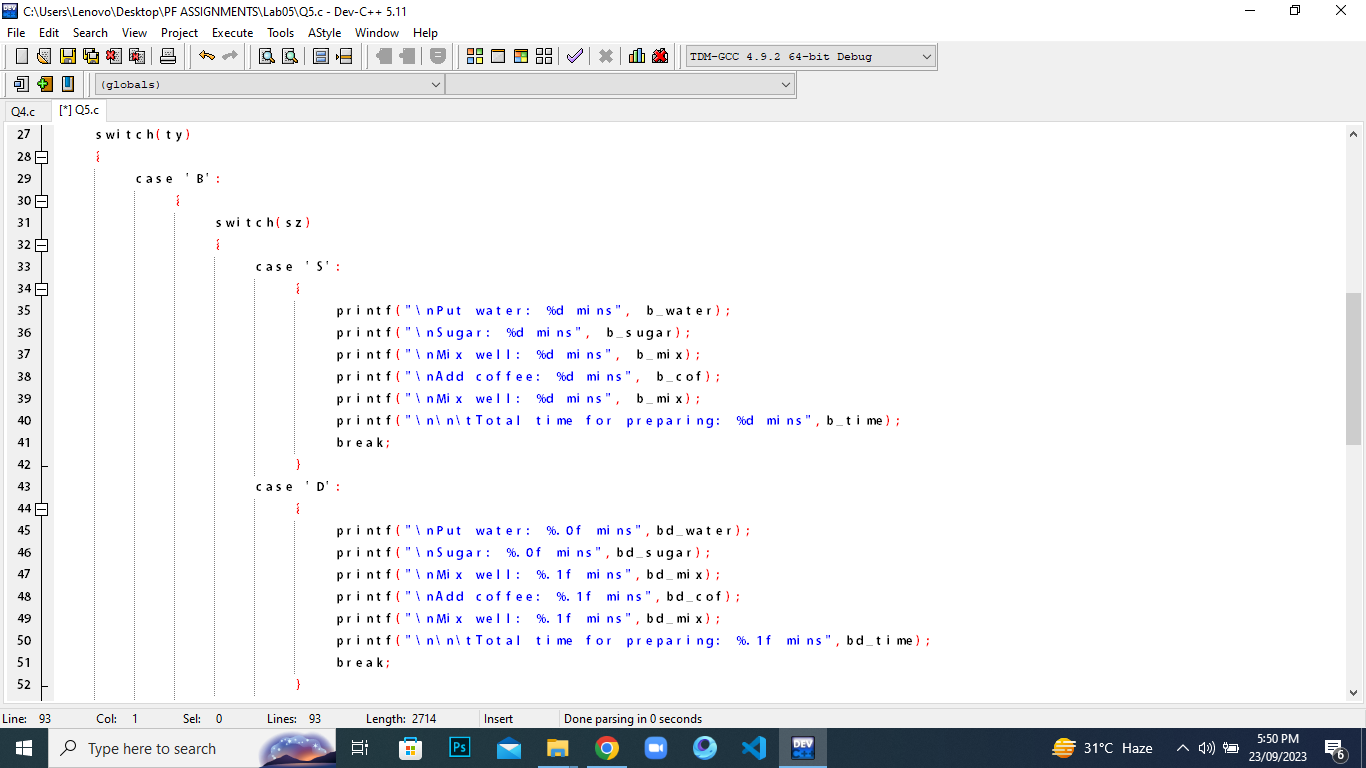 C:\Users\Lenovo\Desktop\PF ASSIGNMENTS\Lab05\Q5.c - Dev-C++ 5.11
File Edit Search View Project Execute Tools AStyle Window Help
TDM-GCC 4.9.2 64-bit Debug
(globals)
Q4.c [*] Q5.c
27 switch(ty)
28 {
29 case 'B':
30 {
31 switch(sz)
32 {
33 case 'S':
34 {
35 printf("\nPut water: %d mins", b_water);
36 printf("\nSugar: %d mins", b_sugar);
37 printf("\nMix well: %d mins", b_mix);
38 printf("\nAdd coffee: %d mins", b_cof);
39 printf("\nMix well: %d mins", b_mix);
40 printf("\n\n\tTotal time for preparing: %d mins",b_time);
41 break;
42 }
43 case 'D':
44 {
45 printf("\nPut water: %.0f mins",bd_water);
46 printf("\nSugar: %.0f mins",bd_sugar);
47 printf("\nMix well: %.1f mins",bd_mix);
48 printf("\nAdd coffee: %.1f mins",bd_cof);
49 printf("\nMix well: %.1f mins",bd_mix);
50 printf("\n\n\tTotal time for preparing: %.1f mins",bd_time);
51 break;
52 }
Line: 93 Col: 1 Sel: 0 Lines: 93 Length: 2714 Insert Done parsing in 0 seconds
Type here to search
Ps
DEV
31°C Haze
5:50 PM
23/09/2023
6